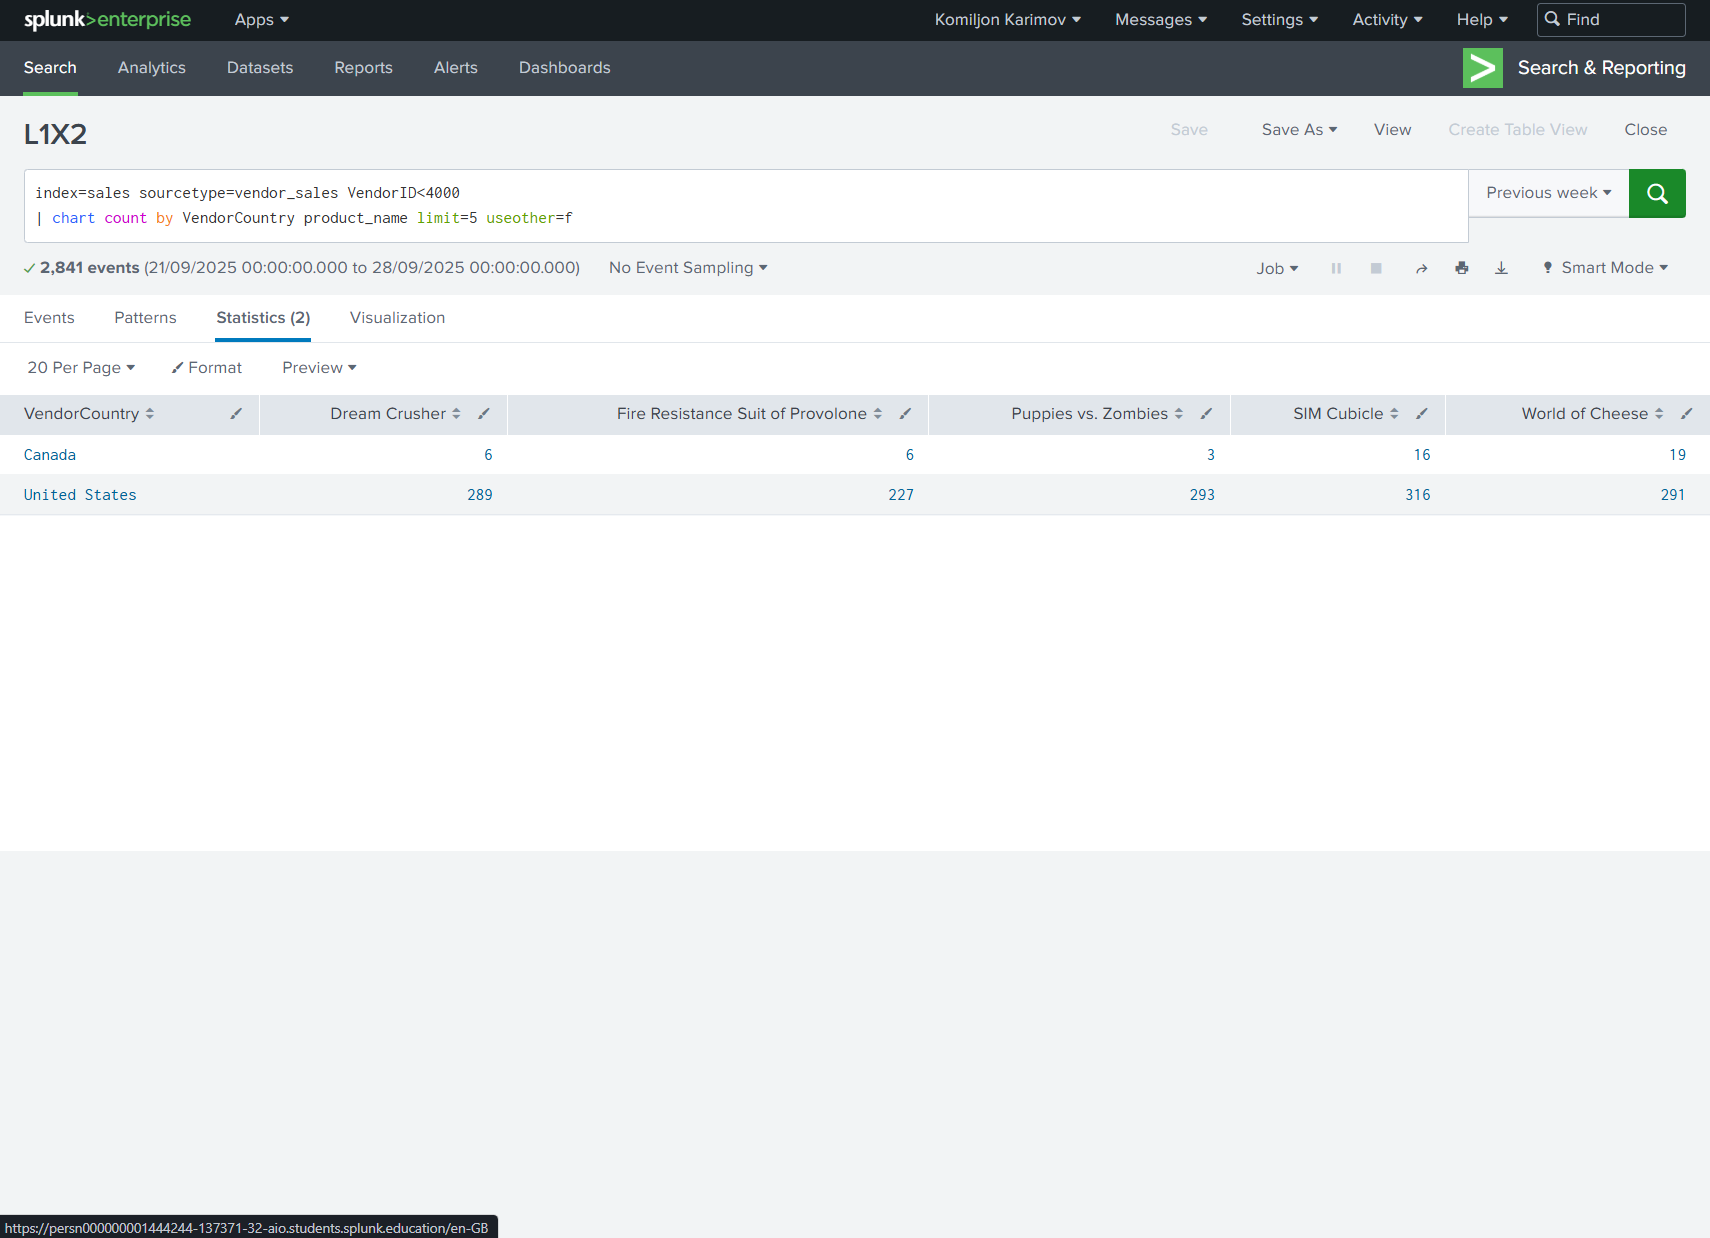 splunk>enterprise Apps Komiljon Karimov Messages Settings Activity Help Find
Search Analytics Datasets Reports Alerts Dashboards Search & Reporting
L1X2 Save Save As View Create Table View Close
index=sales sourcetype=vendor_sales VendorID<4000 Previous week
| chart count by VendorCountry product_name limit=5 useother=f
2,841 events (21/09/2025 00:00:00.000 to 28/09/2025 00:00:00.000) No Event Sampling Job Smart Mode
Events Patterns Statistics (2) Visualization
20 Per Page Format Preview
VendorCountry Dream Crusher Fire Resistance Suit of Provolone Puppies vs. Zombies SIM Cubicle World of Cheese
Canada 6 6 3 16 19
United States 289 227 293 316 291
https://persn000000001444244-137371-32-aio.students.splunk.education/en-GB